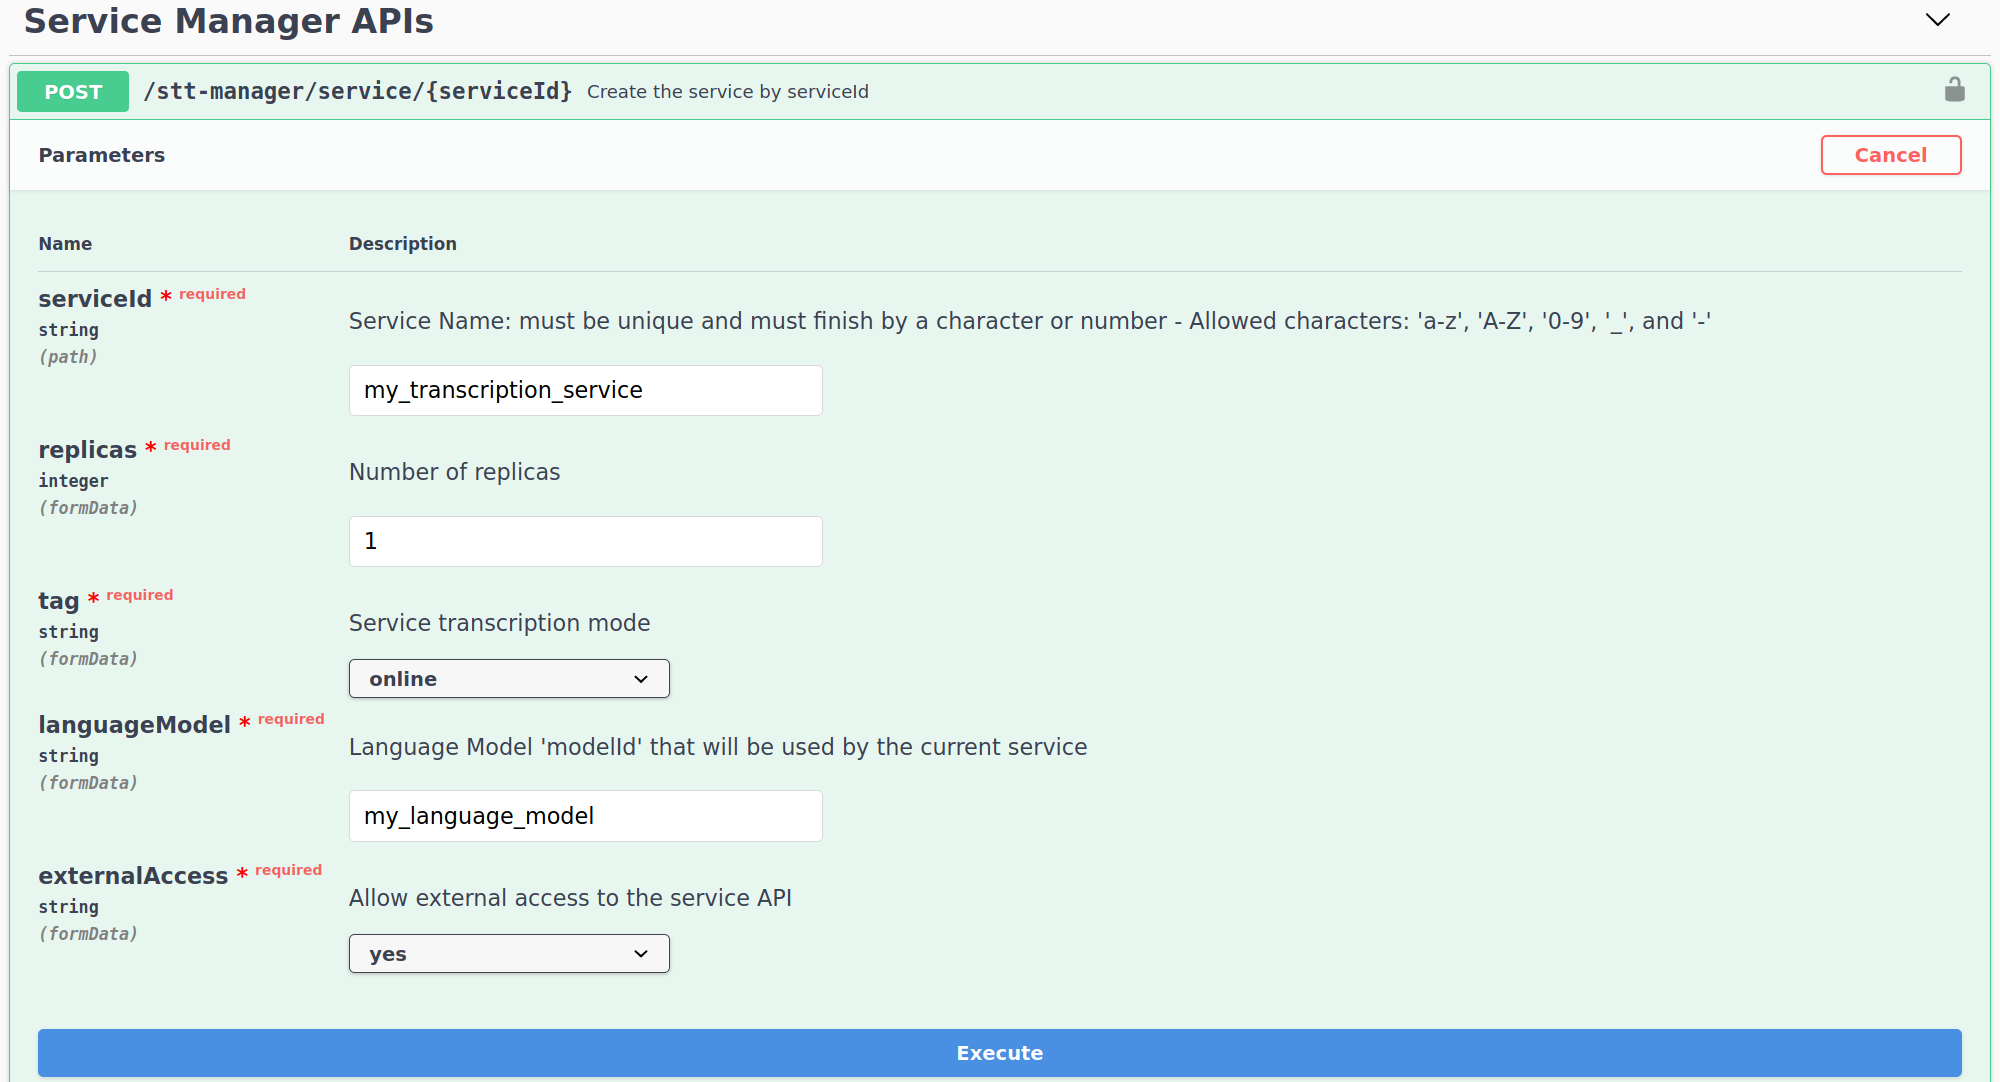 Service Manager APIs
POST /stt-manager/service/{serviceId} Create the service by serviceId
Parameters Cancel
Name Description
serviceId * required
string
(path)
Service Name: must be unique and must finish by a character or number - Allowed characters: 'a-z', 'A-Z', '0-9', '_', and '-'
my_transcription_service
replicas * required
integer
(formData)
Number of replicas
1
tag * required
string
(formData)
Service transcription mode
online
languageModel * required
string
(formData)
Language Model 'modelId' that will be used by the current service
my_language_model
externalAccess * required
string
(formData)
Allow external access to the service API
yes
Execute